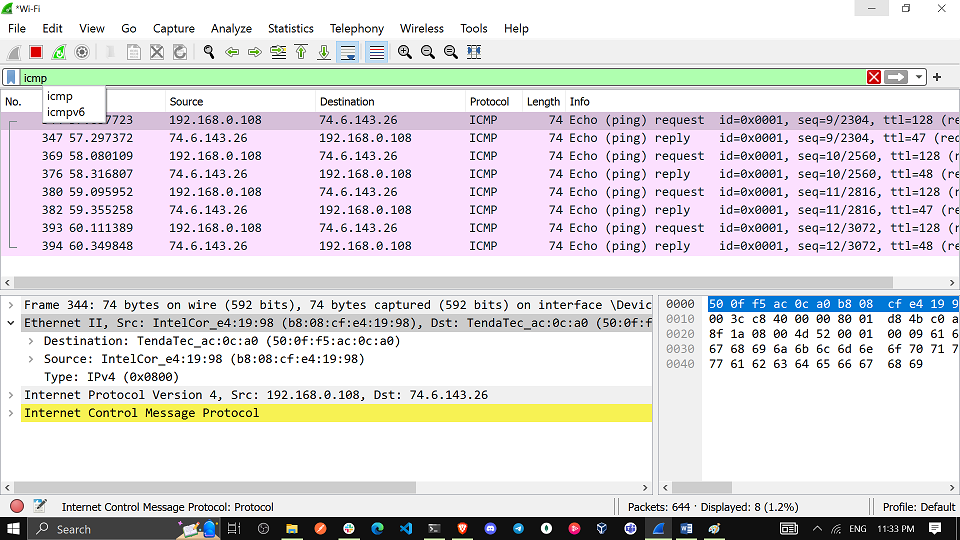 *Wi-Fi
File Edit View Go Capture Analyze Statistics Telephony Wireless Tools Help
icmp
icmp
icmpv6
No. Source Destination Protocol Length Info
192.168.0.108 74.6.143.26 ICMP 74 Echo (ping) request id=0x0001, seq=9/2304, ttl=128 (re
347 57.297372 74.6.143.26 192.168.0.108 ICMP 74 Echo (ping) reply id=0x0001, seq=9/2304, ttl=47 (req
369 58.080109 192.168.0.108 74.6.143.26 ICMP 74 Echo (ping) request id=0x0001, seq=10/2560, ttl=128 (r
376 58.316807 74.6.143.26 192.168.0.108 ICMP 74 Echo (ping) reply id=0x0001, seq=10/2560, ttl=48 (re
380 59.095952 192.168.0.108 74.6.143.26 ICMP 74 Echo (ping) request id=0x0001, seq=11/2816, ttl=128 (r
382 59.355258 74.6.143.26 192.168.0.108 ICMP 74 Echo (ping) reply id=0x0001, seq=11/2816, ttl=47 (re
393 60.111389 192.168.0.108 74.6.143.26 ICMP 74 Echo (ping) request id=0x0001, seq=12/3072, ttl=128 (r
394 60.349848 74.6.143.26 192.168.0.108 ICMP 74 Echo (ping) reply id=0x0001, seq=12/3072, ttl=48 (re
Frame 344: 74 bytes on wire (592 bits), 74 bytes captured (592 bits) on interface \Devic
Ethernet II, Src: IntelCor_e4:19:98 (b8:08:cf:e4:19:98), Dst: TendaTec_ac:0c:a0 (50:0f:f
Destination: TendaTec_ac:0c:a0 (50:0f:f5:ac:0c:a0)
Source: IntelCor_e4:19:98 (b8:08:cf:e4:19:98)
Type: IPv4 (0x0800)
Internet Protocol Version 4, Src: 192.168.0.108, Dst: 74.6.143.26
Internet Control Message Protocol
0000 50 0f f5 ac 0c a0 b8 08 cf e4 19 9
0010 00 3c c8 40 00 00 80 01 d8 4b c0 a
0020 8f 1a 08 00 4d 52 00 01 00 09 61 6
0030 67 68 69 6a 6b 6c 6d 6e 6f 70 71 7
0040 77 61 62 63 64 65 66 67 68 69
Internet Control Message Protocol: Protocol Packets: 644 · Displayed: 8 (1.2%) Profile: Default
Search ENG 11:33 PM